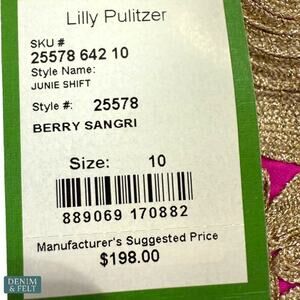 Lilly Pulitzer
SKU #
25578 642 10
Style Name:
JUNIE SHIFT
Style #: 25578
BERRY SANGRI
Size: 10
889069 170882
Manufacturer's Suggested Price
$198.00
DENIM
& FELT